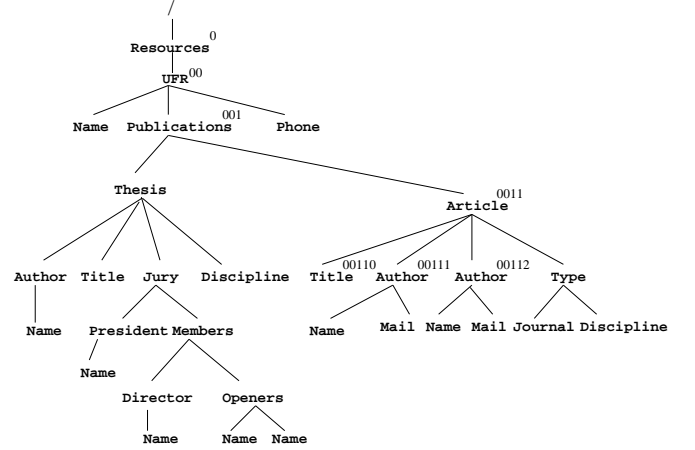 /
Resources 0
UFR 00
Name Publications 001 Phone
Thesis Article 0011
Author Title Jury Discipline Title 00110 Author 00111 Author 00112 Type
Name President Members Name Mail Name Mail Journal Discipline
Name
Director Openers
Name Name Name